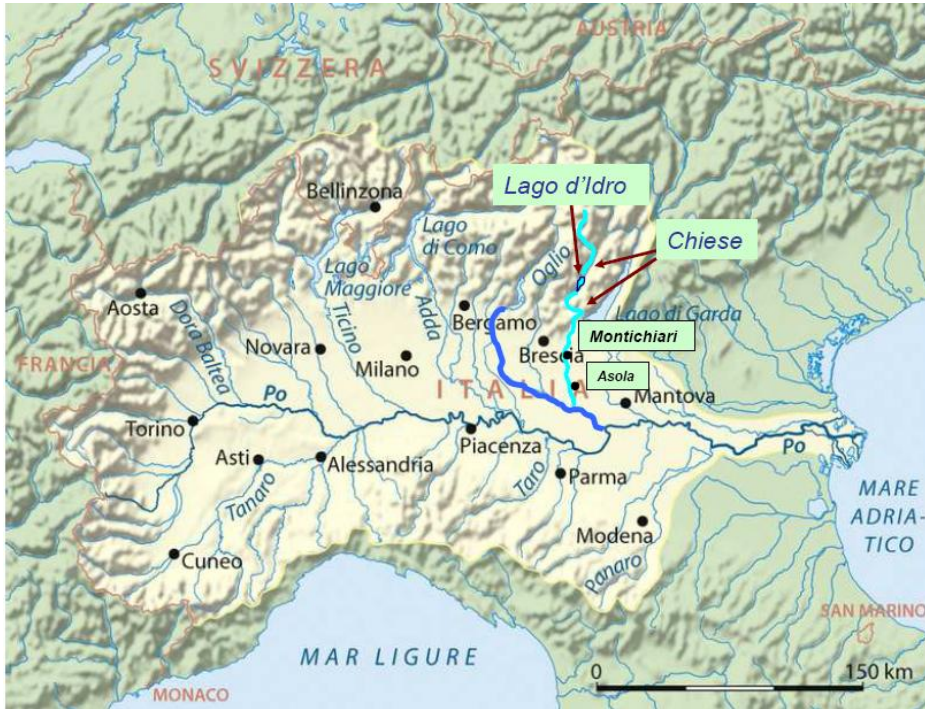 AUSTRIA
SVIZZERA
Lago d'Idro
Bellinzona
Lago
di Como
Chiese
Oglio
Lago
Maggiore
Aosta
Adda
Bergamo
Lago di Garda
Dora Baltea
Ticino
Montichiari
Novara
Milano
Brescia
FRANCIA
ITALIA
Asola
Mantova
Po
Torino
Piacenza
Po
Asti
Alessandria
Taro
Parma
Tanaro
MARE
ADRIA-
TICO
Modena
Cuneo
Panaro
SAN MARINO
MAR LIGURE
0 150 km
MONACO